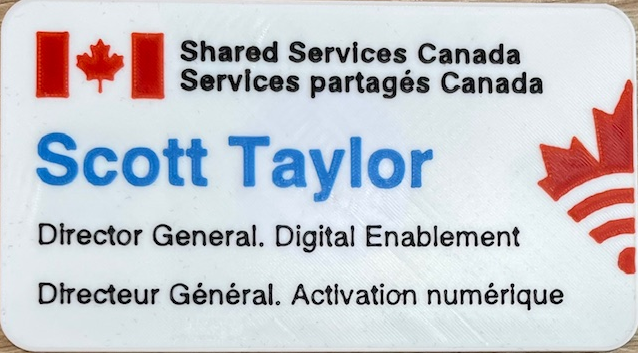 Shared Services Canada
Services partagés Canada
Scott Taylor
Director General. Digital Enablement
Directeur Général. Activation numérique